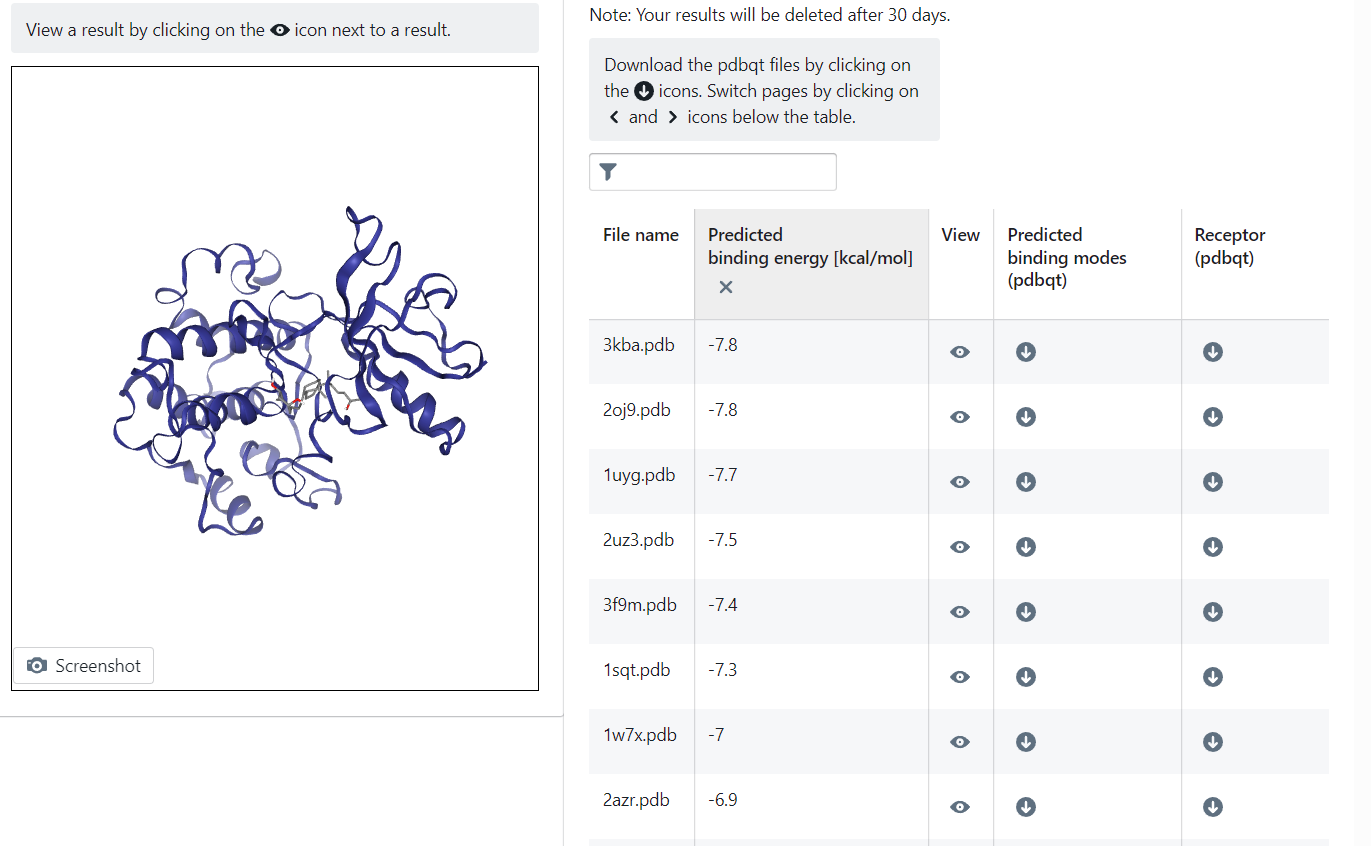 View a result by clicking on the icon next to a result.
Screenshot
Note: Your results will be deleted after 30 days.
Download the pdbqt files by clicking on
the icons. Switch pages by clicking on
< and > icons below the table.
File name Predicted binding energy [kcal/mol] View Predicted binding modes (pdbqt) Receptor (pdbqt)
3kba.pdb -7.8
2oj9.pdb -7.8
1uyg.pdb -7.7
2uz3.pdb -7.5
3f9m.pdb -7.4
1sqt.pdb -7.3
1w7x.pdb -7
2azr.pdb -6.9